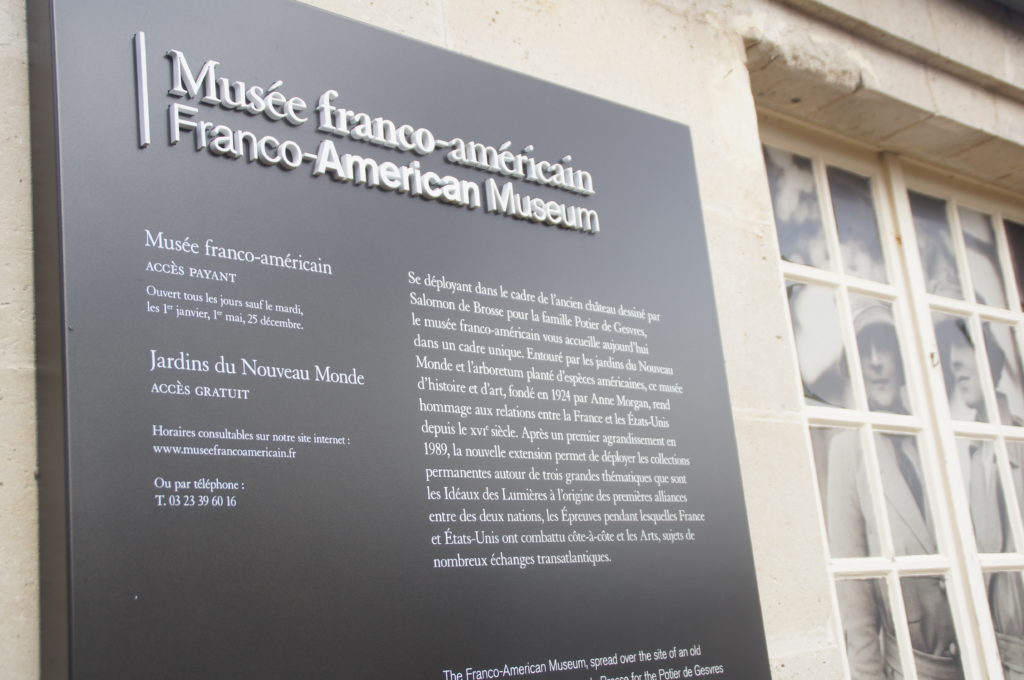 Musée franco-américain
Franco-American Museum
Musée franco-américain
ACCÈS PAYANT
Ouvert tous les jours sauf le mardi,
les 1er janvier, 1er mai, 25 décembre.
Jardins du Nouveau Monde
ACCÈS GRATUIT
Horaires consultables sur notre site internet :
www.museefrancoamericain.fr
Ou par téléphone :
T. 03 23 39 60 16
Se déployant dans le cadre de l'ancien château dessiné par
Salomon de Brosse pour la famille Potier de Gesvres,
le musée franco-américain vous accueille aujourd'hui
dans un cadre unique. Entouré par les jardins du Nouveau
Monde et l'arboretum planté d'espèces américaines, ce musée
d'histoire et d'art, fondé en 1924 par Anne Morgan, rend
hommage aux relations entre la France et les États-Unis
depuis le XVIe siècle. Après un premier agrandissement en
1989, la nouvelle extension permet de déployer les collections
permanentes autour de trois grandes thématiques que sont
les Idéaux des Lumières à l'origine des premières alliances
entre des deux nations, les Épreuves pendant lesquelles France
et États-Unis ont combattu côte-à-côte et les Arts, sujets de
nombreux échanges transatlantiques.
The Franco-American Museum, spread over the site of an old
Brosse for the Potier de Gesvres